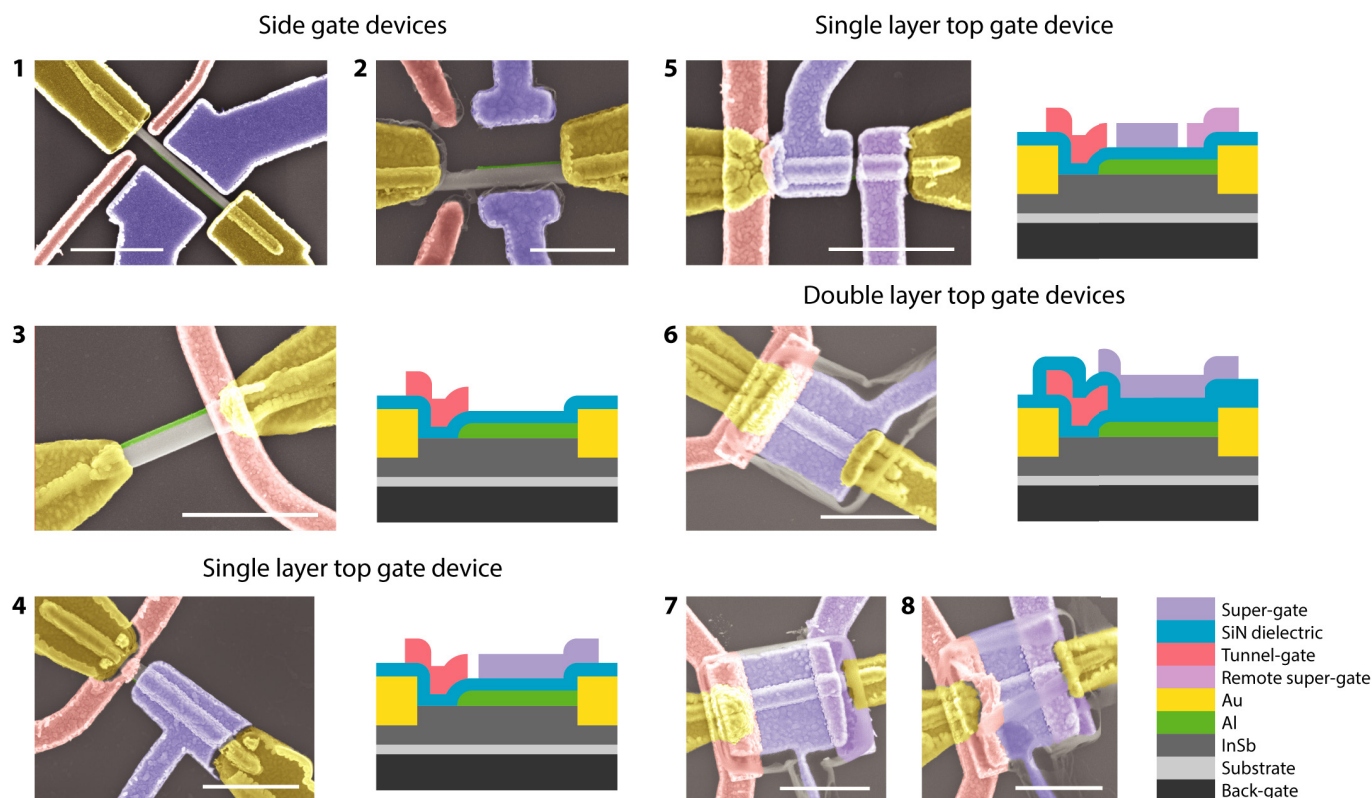 Side gate devices
Single layer top gate device
1
2
5
Double layer top gate devices
3
6
Single layer top gate device
4
7
8
Super-gate
SiN dielectric
Tunnel-gate
Remote super-gate
Au
Al
InSb
Substrate
Back-gate